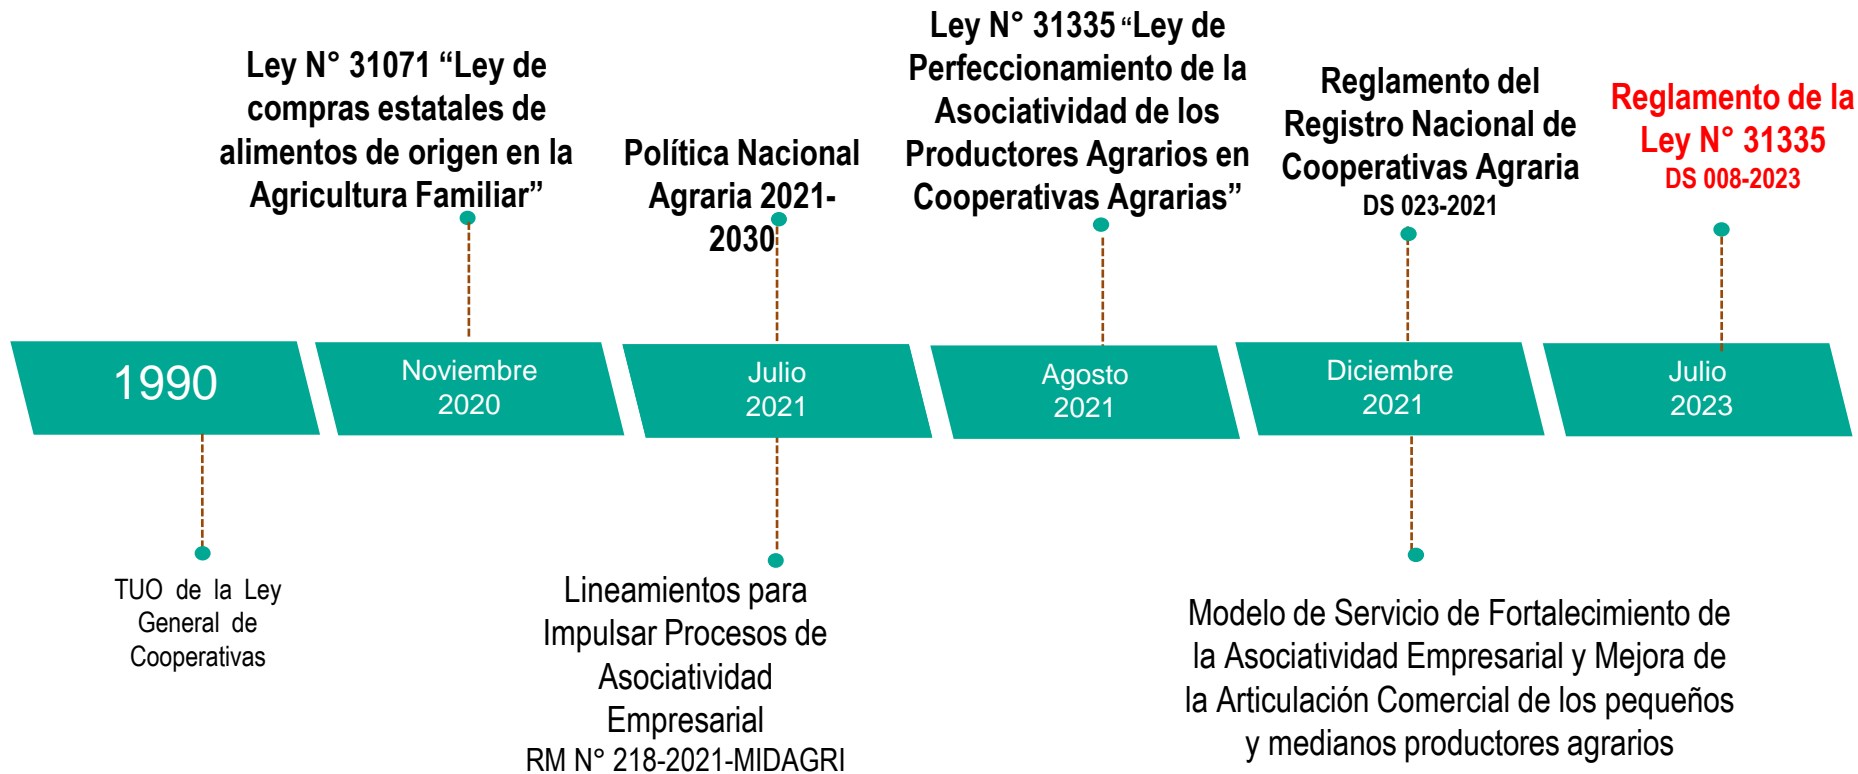 Ley N° 31071 “Ley de
compras estatales de
alimentos de origen en la
Agricultura Familiar”
Política Nacional
Agraria 2021-
2030
Ley N° 31335 “Ley de
Perfeccionamiento de la
Asociatividad de los
Productores Agrarios en
Cooperativas Agrarias”
Reglamento del
Registro Nacional de
Cooperativas Agraria
DS 023-2021
Reglamento de la
Ley N° 31335
DS 008-2023
1990
Noviembre
2020
Julio
2021
Agosto
2021
Diciembre
2021
Julio
2023
TUO de la Ley
General de
Cooperativas
Lineamientos para
Impulsar Procesos de
Asociatividad
Empresarial
RM N° 218-2021-MIDAGRI
Modelo de Servicio de Fortalecimiento de
la Asociatividad Empresarial y Mejora de
la Articulación Comercial de los pequeños
y medianos productores agrarios